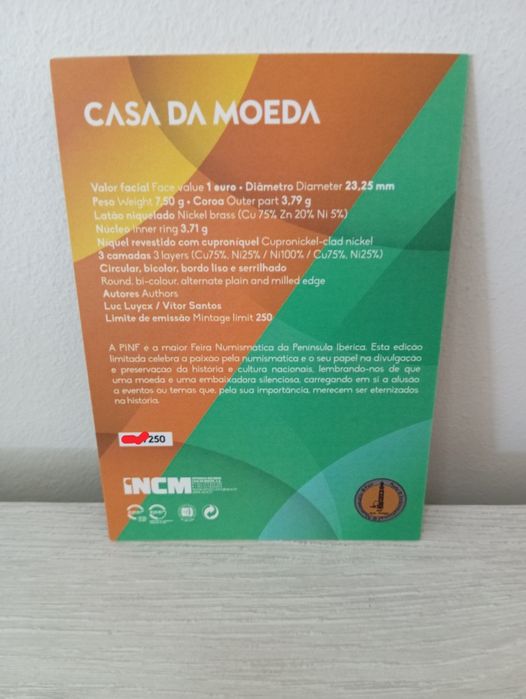 CASA DA MOEDA
Valor facial Face value 1 euro • Diâmetro Diameter 23,25 mm
Peso Weight 7,50 g • Coroa Outer part 3,79 g
Latão niquelado Nickel brass (Cu 75% Zn 20% Ni 5%)
Núcleo Inner ring 3,71 g
Níquel revestido com cuproníquel Cupronickel-clad nickel
3 camadas 3 layers (Cu75%, Ni25% / Ni100% / Cu75%, Ni25%)
Circular, bicolor, bordo liso e serrilhado
Round, bi-colour, alternate plain and milled edge
Autores Authors
Luc Luycx / Vitor Santos
Limite de emissão Mintage limit 250
A PINF é a maior Feira Numismática da Península Ibérica. Esta edição
limitada celebra a paixão pela numismática e o seu papel na divulgação
e preservação da história e cultura nacionais, lembrando-nos de que
uma moeda é uma embaixadora silenciosa, carregando em si a alusão
a eventos ou temas que, pela sua importância, merecem ser eternizados
na história.
/250
INCM